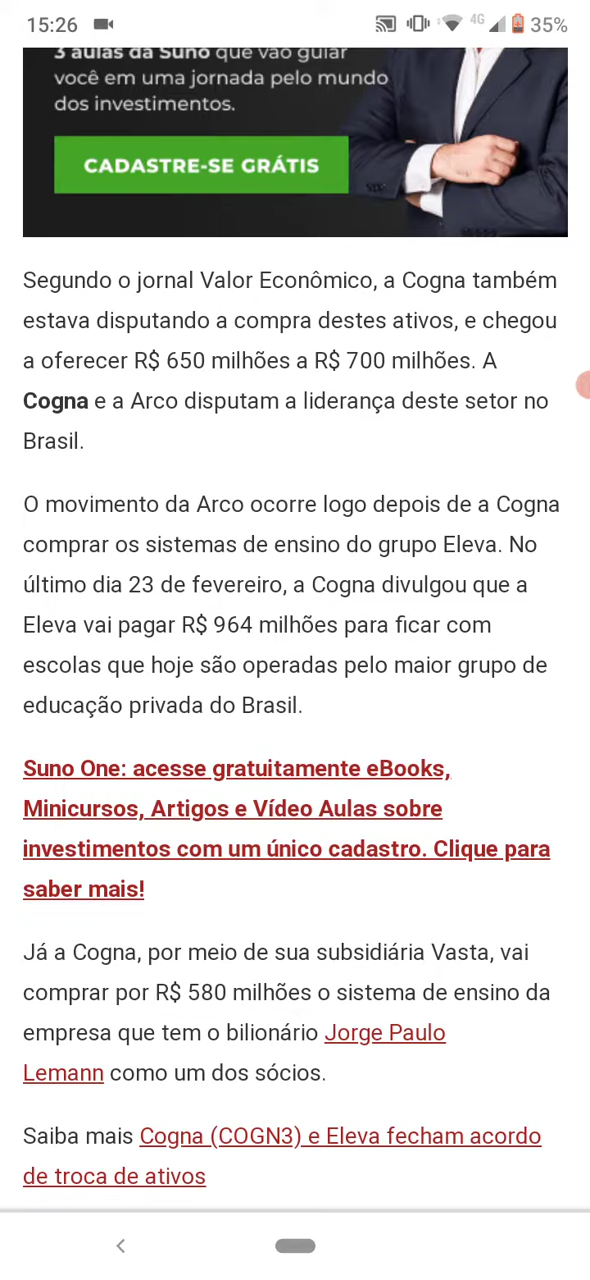 15:26
4G
35%
3 aulas da Suno que vão guiar
você em uma jornada pelo mundo
dos investimentos.
CADASTRE-SE GRÁTIS
Segundo o jornal Valor Econômico, a Cogna também
estava disputando a compra destes ativos, e chegou
a oferecer R$ 650 milhões a R$ 700 milhões. A
Cogna e a Arco disputam a liderança deste setor no
Brasil.
O movimento da Arco ocorre logo depois de a Cogna
comprar os sistemas de ensino do grupo Eleva. No
último dia 23 de fevereiro, a Cogna divulgou que a
Eleva vai pagar R$ 964 milhões para ficar com
escolas que hoje são operadas pelo maior grupo de
educação privada do Brasil.
Suno One: acesse gratuitamente eBooks,
Minicursos, Artigos e Vídeo Aulas sobre
investimentos com um único cadastro. Clique para
saber mais!
Já a Cogna, por meio de sua subsidiária Vasta, vai
comprar por R$ 580 milhões o sistema de ensino da
empresa que tem o bilionário Jorge Paulo
Lemann como um dos sócios.
Saiba mais Cogna (COGN3) e Eleva fecham acordo
de troca de ativos